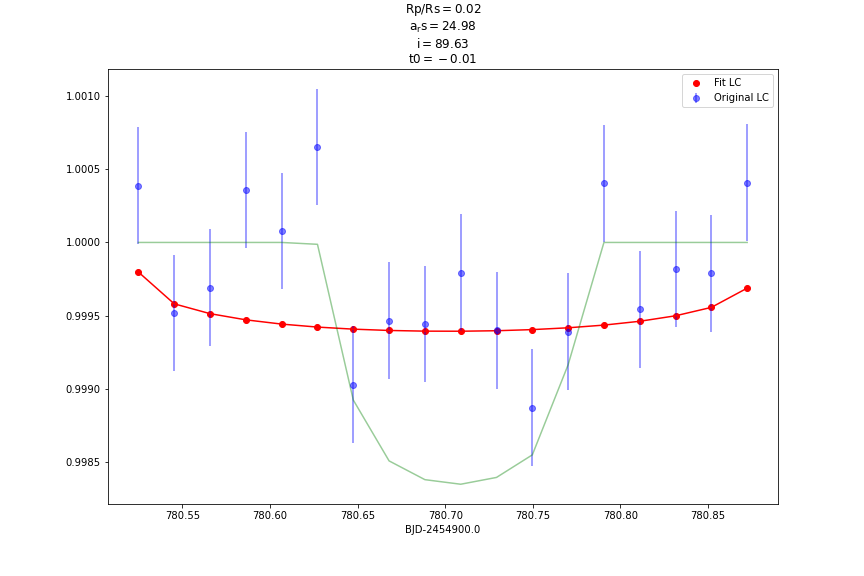 Rp/Rs = 0.02
aᵣs = 24.98
i = 89.63
t0 = −0.01
Fit LC
Original LC
1.0010
1.0005
1.0000
0.9995
0.9990
0.9985
780.55 780.60 780.65 780.70 780.75 780.80 780.85
BJD-2454900.0